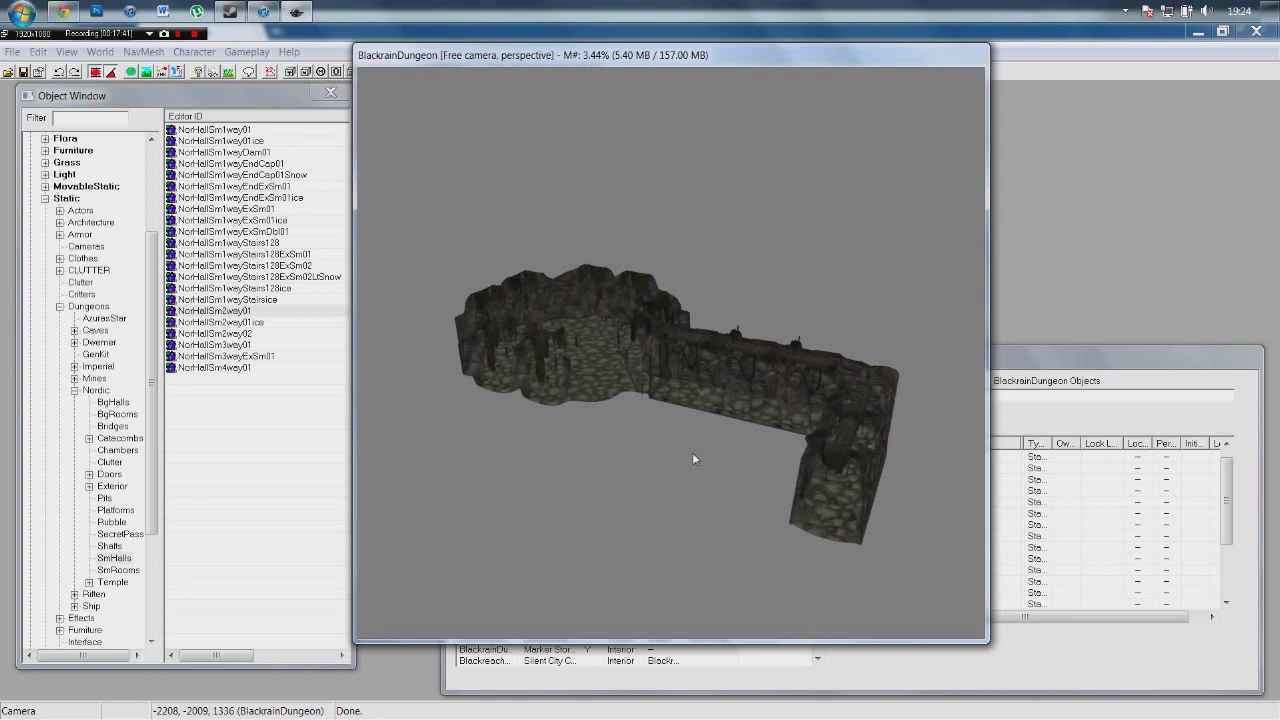 19:24
1920x1080 Recording [00:17:41]
File Edit View World NavMesh Character Gameplay Help
BlackrainDungeon [Free camera, perspective] - M#: 3.44% (5.40 MB / 157.00 MB)
Object Window
Filter
Flora
Furniture
Grass
Light
MovableStatic
Static
Actors
Architecture
Armor
Cameras
Clothes
CLUTTER
Clutter
Critters
Dungeons
AzurasStar
Caves
Dwemer
GenKit
Imperial
Mines
Nordic
BgHalls
BgRooms
Bridges
Catacombs
Chambers
Clutter
Doors
Exterior
Pits
Platforms
Rubble
SecretPass
Shafts
SmHalls
SmRooms
Temple
Riften
Ship
Effects
Furniture
Interface
Editor ID
NorHallSm1way01
NorHallSm1way01ice
NorHallSm1wayDam01
NorHallSm1wayEndCap01
NorHallSm1wayEndCap01Snow
NorHallSm1wayEndExSm01
NorHallSm1wayEndExSm01ice
NorHallSm1wayExSm01
NorHallSm1wayExSm01ice
NorHallSm1wayExSmDbl01
NorHallSm1wayStairs128
NorHallSm1wayStairs128ExSm01
NorHallSm1wayStairs128ExSm02
NorHallSm1wayStairs128ExSm02LtSnow
NorHallSm1wayStairs128ice
NorHallSm1wayStairsice
NorHallSm2way01
NorHallSm2way01ice
NorHallSm2way02
NorHallSm3way01
NorHallSm3wayExSm01
NorHallSm4way01
BlackrainDungeon Objects
Ty... Ow... Lock L... Loc... Per... Initi...
Sta... – –
Sta... – –
Sta... – –
Sta... – –
Sta... – –
Sta... – –
Sta... – –
Sta... – –
Sta... – –
Sta... – –
Sta... – –
Sta... – –
Sta... – –
Sta... – –
BlackrainDu... Marker Stor... Y Interior –
Blackreach... Silent City C... Interior Blackr...
Camera -2208, -2009, 1336 (BlackrainDungeon) Done.